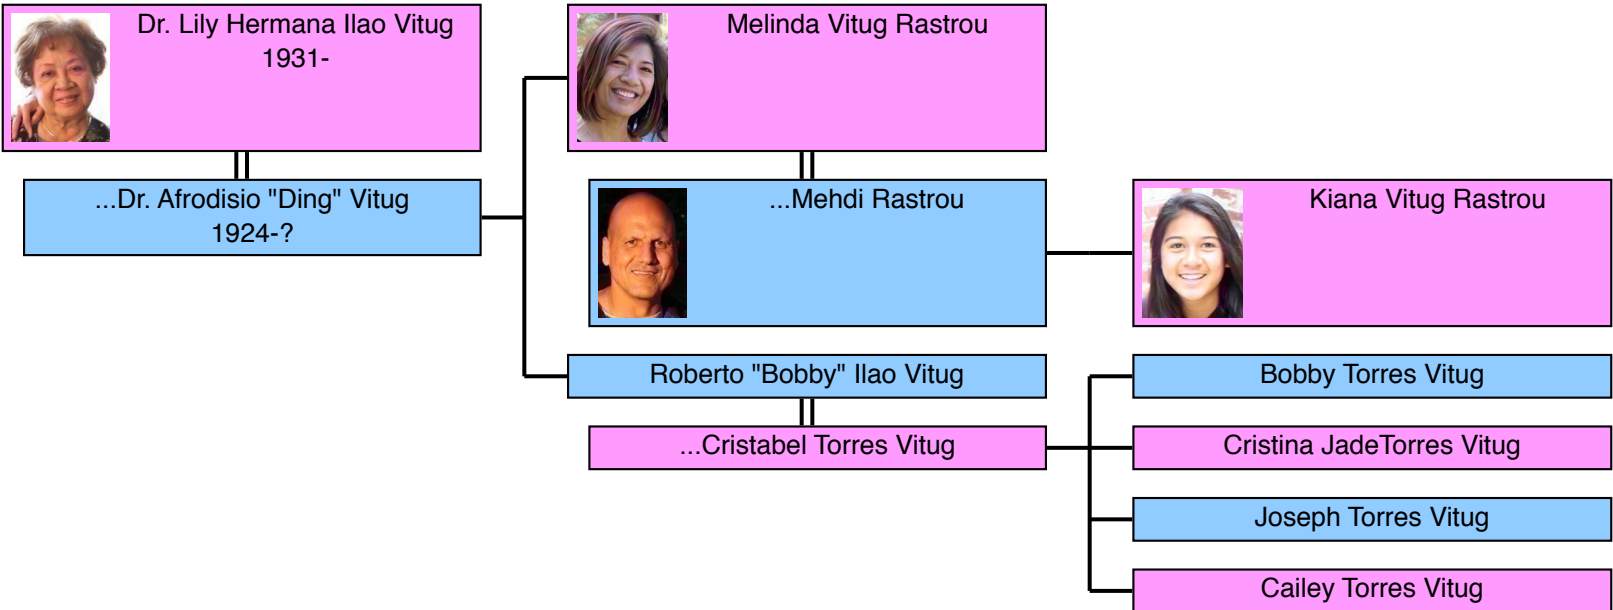 Dr. Lily Hermana Ilao Vitug
1931-
...Dr. Afrodisio "Ding" Vitug
1924-?
Melinda Vitug Rastrou
...Mehdi Rastrou
Kiana Vitug Rastrou
Roberto "Bobby" Ilao Vitug
...Cristabel Torres Vitug
Bobby Torres Vitug
Cristina JadeTorres Vitug
Joseph Torres Vitug
Cailey Torres Vitug